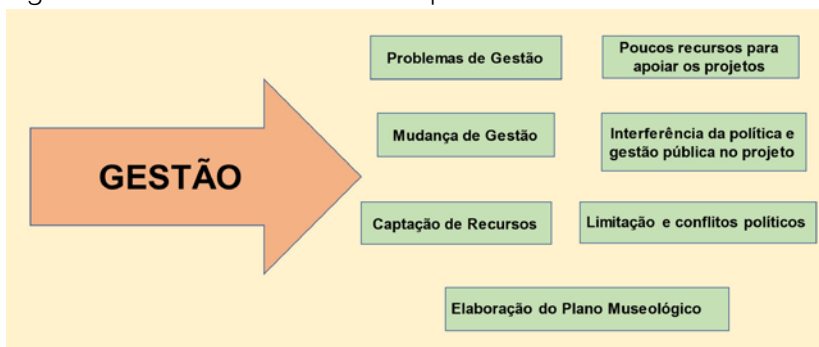 GESTÃO
Problemas de Gestão
Poucos recursos para
apoiar os projetos
Mudança de Gestão
Interferência da política e
gestão pública no projeto
Captação de Recursos
Limitação e conflitos políticos
Elaboração do Plano Museológico